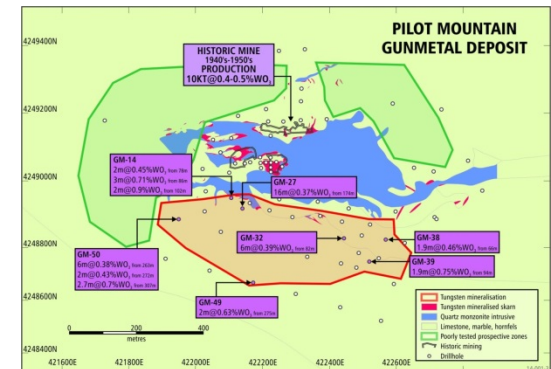 PILOT MOUNTAIN
GUNMETAL DEPOSIT
4249400N
4249200N
4249000N
4248800N
4248600N
4248400N
HISTORIC MINE
1940's-1950's
PRODUCTION
10KT@0.4-0.5%WO₃
GM-14
2m@0.45%WO₃ from 76m
3m@0.71%WO₃ from 86m
2m@0.9%WO₃ from 102m
GM-27
16m@0.37%WO₃ from 174m
GM-32
6m@0.39%WO₃ from 92m
GM-38
1.9m@0.46%WO₃ from 66m
GM-39
1.9m@0.75%WO₃ from 94m
GM-50
6m@0.38%WO₃ from 263m
2m@0.43%WO₃ from 272m
2.7m@0.7%WO₃ from 307m
GM-49
2m@0.63%WO₃ from 275m
0 200 400
metres
Tungsten mineralisation
Tungsten mineralised skarn
Quartz monzonite intrusive
Limestone, marble, hornfels
Poorly tested prospective zones
Historic mining
Drillhole
421600E 421800E 422000E 422200E 422400E 422600E